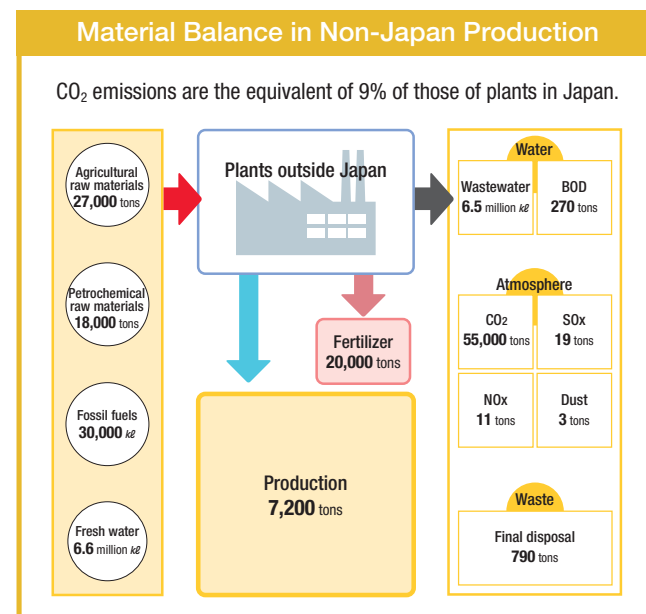 Material Balance in Non-Japan Production
CO₂ emissions are the equivalent of 9% of those of plants in Japan.
Agricultural
raw materials
27,000 tons
Petrochemical
raw materials
18,000 tons
Fossil fuels
30,000 kℓ
Fresh water
6.6 million kℓ
Plants outside Japan
Fertilizer
20,000 tons
Production
7,200 tons
Water
Wastewater
6.5 million kℓ
BOD
270 tons
Atmosphere
CO₂
55,000 tons
SOx
19 tons
NOx
11 tons
Dust
3 tons
Waste
Final disposal
790 tons